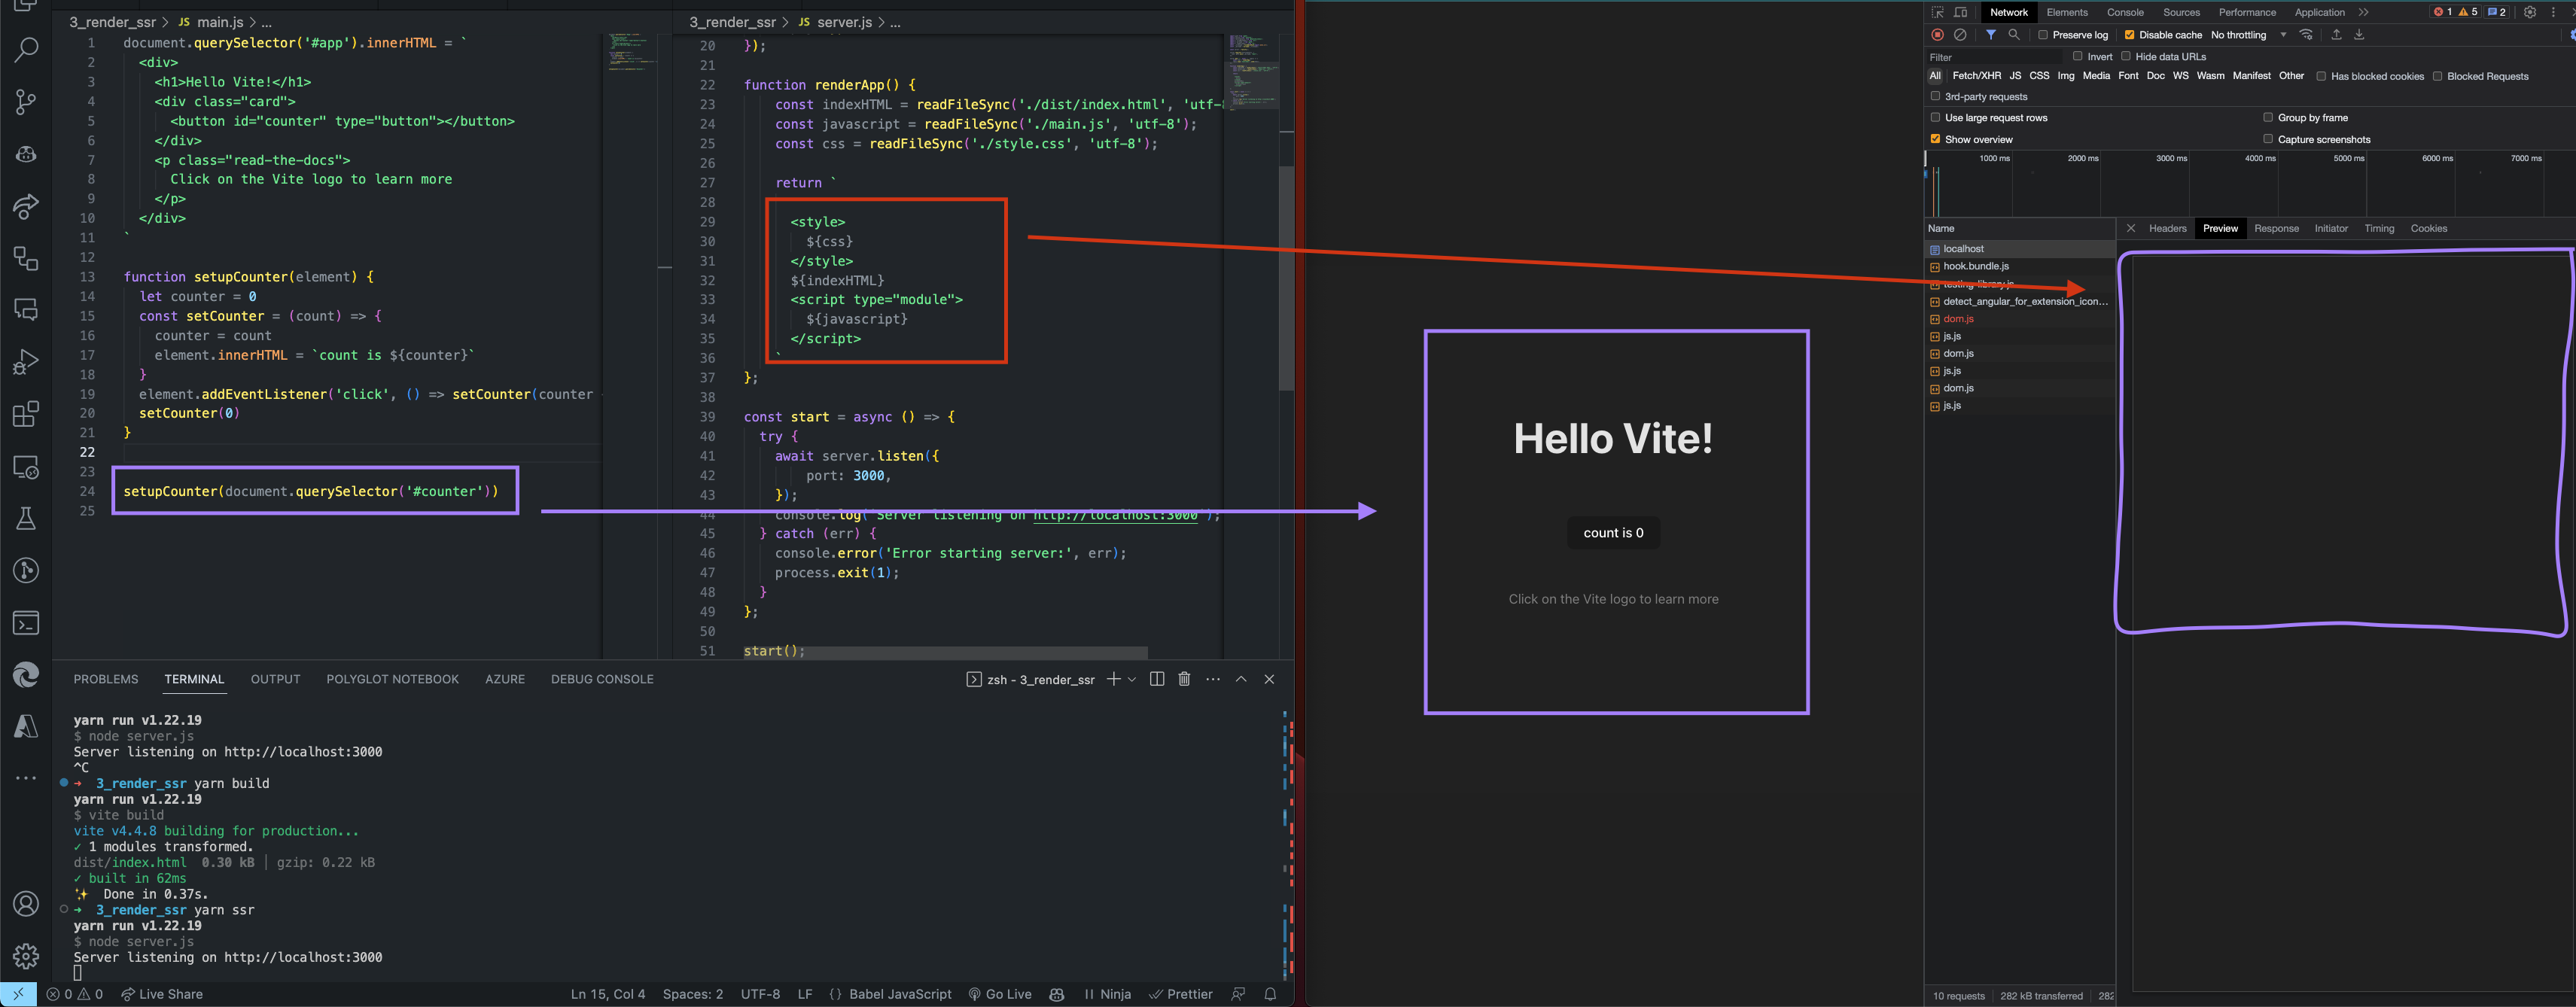 3_render_ssr > JS main.js > ...
1 document.querySelector('#app').innerHTML = `
2 <div>
3 <h1>Hello Vite!</h1>
4 <div class="card">
5 <button id="counter" type="button"></button>
6 </div>
7 <p class="read-the-docs">
8 Click on the Vite logo to learn more
9 </p>
10 </div>
11 `
12
13 function setupCounter(element) {
14 let counter = 0
15 const setCounter = (count) => {
16 counter = count
17 element.innerHTML = `count is ${counter}`
18 }
19 element.addEventListener('click', () => setCounter(counter
20 setCounter(0)
21 }
22
23
24 setupCounter(document.querySelector('#counter'))
25
3_render_ssr > JS server.js > ...
20 });
21
22 function renderApp() {
23 const indexHTML = readFileSync('./dist/index.html', 'utf-
24 const javascript = readFileSync('./main.js', 'utf-8');
25 const css = readFileSync('./style.css', 'utf-8');
26
27 return `
28
29 <style>
30 ${css}
31 </style>
32 ${indexHTML}
33 <script type="module">
34 ${javascript}
35 </script>
36 `
37 };
38
39 const start = async () => {
40 try {
41 await server.listen({
42 port: 3000,
43 });
44 console.log('Server listening on http://localhost:3000');
45 } catch (err) {
46 console.error('Error starting server:', err);
47 process.exit(1);
48 }
49 };
50
51 start();
PROBLEMS TERMINAL OUTPUT POLYGLOT NOTEBOOK AZURE DEBUG CONSOLE
zsh - 3_render_ssr
yarn run v1.22.19
$ node server.js
Server listening on http://localhost:3000
^C
➜ 3_render_ssr yarn build
yarn run v1.22.19
$ vite build
vite v4.4.8 building for production...
✓ 1 modules transformed.
dist/index.html 0.30 kB │ gzip: 0.22 kB
✓ built in 62ms
✨ Done in 0.37s.
➜ 3_render_ssr yarn ssr
yarn run v1.22.19
$ node server.js
Server listening on http://localhost:3000
0 0 Live Share
Ln 15, Col 4 Spaces: 2 UTF-8 LF {} Babel JavaScript Go Live Ninja Prettier
Hello Vite!
count is 0
Click on the Vite logo to learn more
Network Elements Console Sources Performance Application >> 1 5 2
Preserve log Disable cache No throttling
Filter Invert Hide data URLs
All Fetch/XHR JS CSS Img Media Font Doc WS Wasm Manifest Other Has blocked cookies Blocked Requests
3rd-party requests
Use large request rows Group by frame
Show overview Capture screenshots
1000 ms 2000 ms 3000 ms 4000 ms 5000 ms 6000 ms 7000 ms
Name Headers Preview Response Initiator Timing Cookies
localhost
hook.bundle.js
testing-library.js
detect_angular_for_extension_icon...
dom.js
js.js
dom.js
js.js
dom.js
js.js
10 requests 282 kB transferred 282